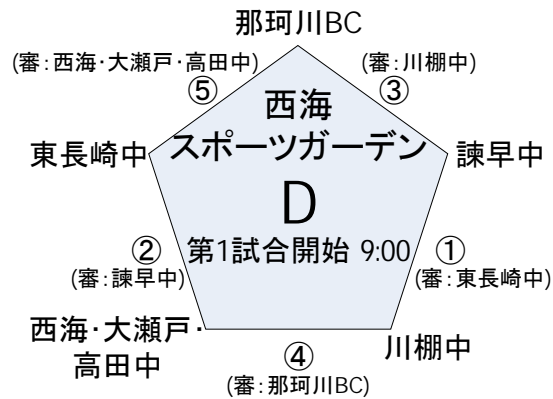 那珂川BC
(審:西海・大瀬戸・高田中)
⑤
(審:川棚中)
③
西海
スポーツガーデン
東長崎中
諫早中
D
第1試合開始 9:00
②
(審:諫早中)
①
(審:東長崎中)
西海・大瀬戸・
高田中
④
(審:那珂川BC)
川棚中